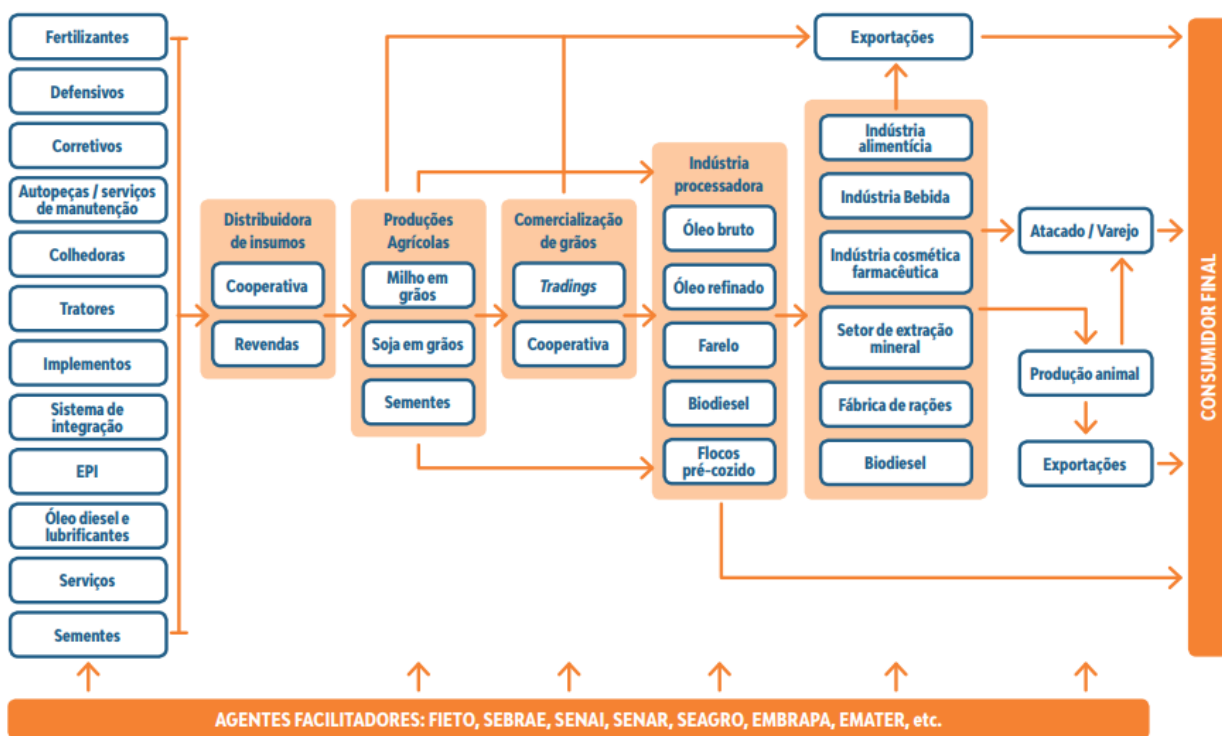 Fertilizantes
Defensivos
Corretivos
Autopeças / serviços
de manutenção
Colhedoras
Tratores
Implementos
Sistema de
integração
EPI
Óleo diesel e
lubrificantes
Serviços
Sementes
Distribuidora
de insumos
Cooperativa
Revendas
Produções
Agrícolas
Milho em
grãos
Soja em grãos
Sementes
Comercialização
de grãos
Tradings
Cooperativa
Indústria
processadora
Óleo bruto
Óleo refinado
Farelo
Biodiesel
Flocos
pré-cozido
Exportações
Indústria
alimentícia
Indústria Bebida
Indústria cosmética
farmacêutica
Setor de extração
mineral
Fábrica de rações
Biodiesel
Atacado / Varejo
Produção animal
Exportações
CONSUMIDOR FINAL
AGENTES FACILITADORES: FIETO, SEBRAE, SENAI, SENAR, SEAGRO, EMBRAPA, EMATER, etc.